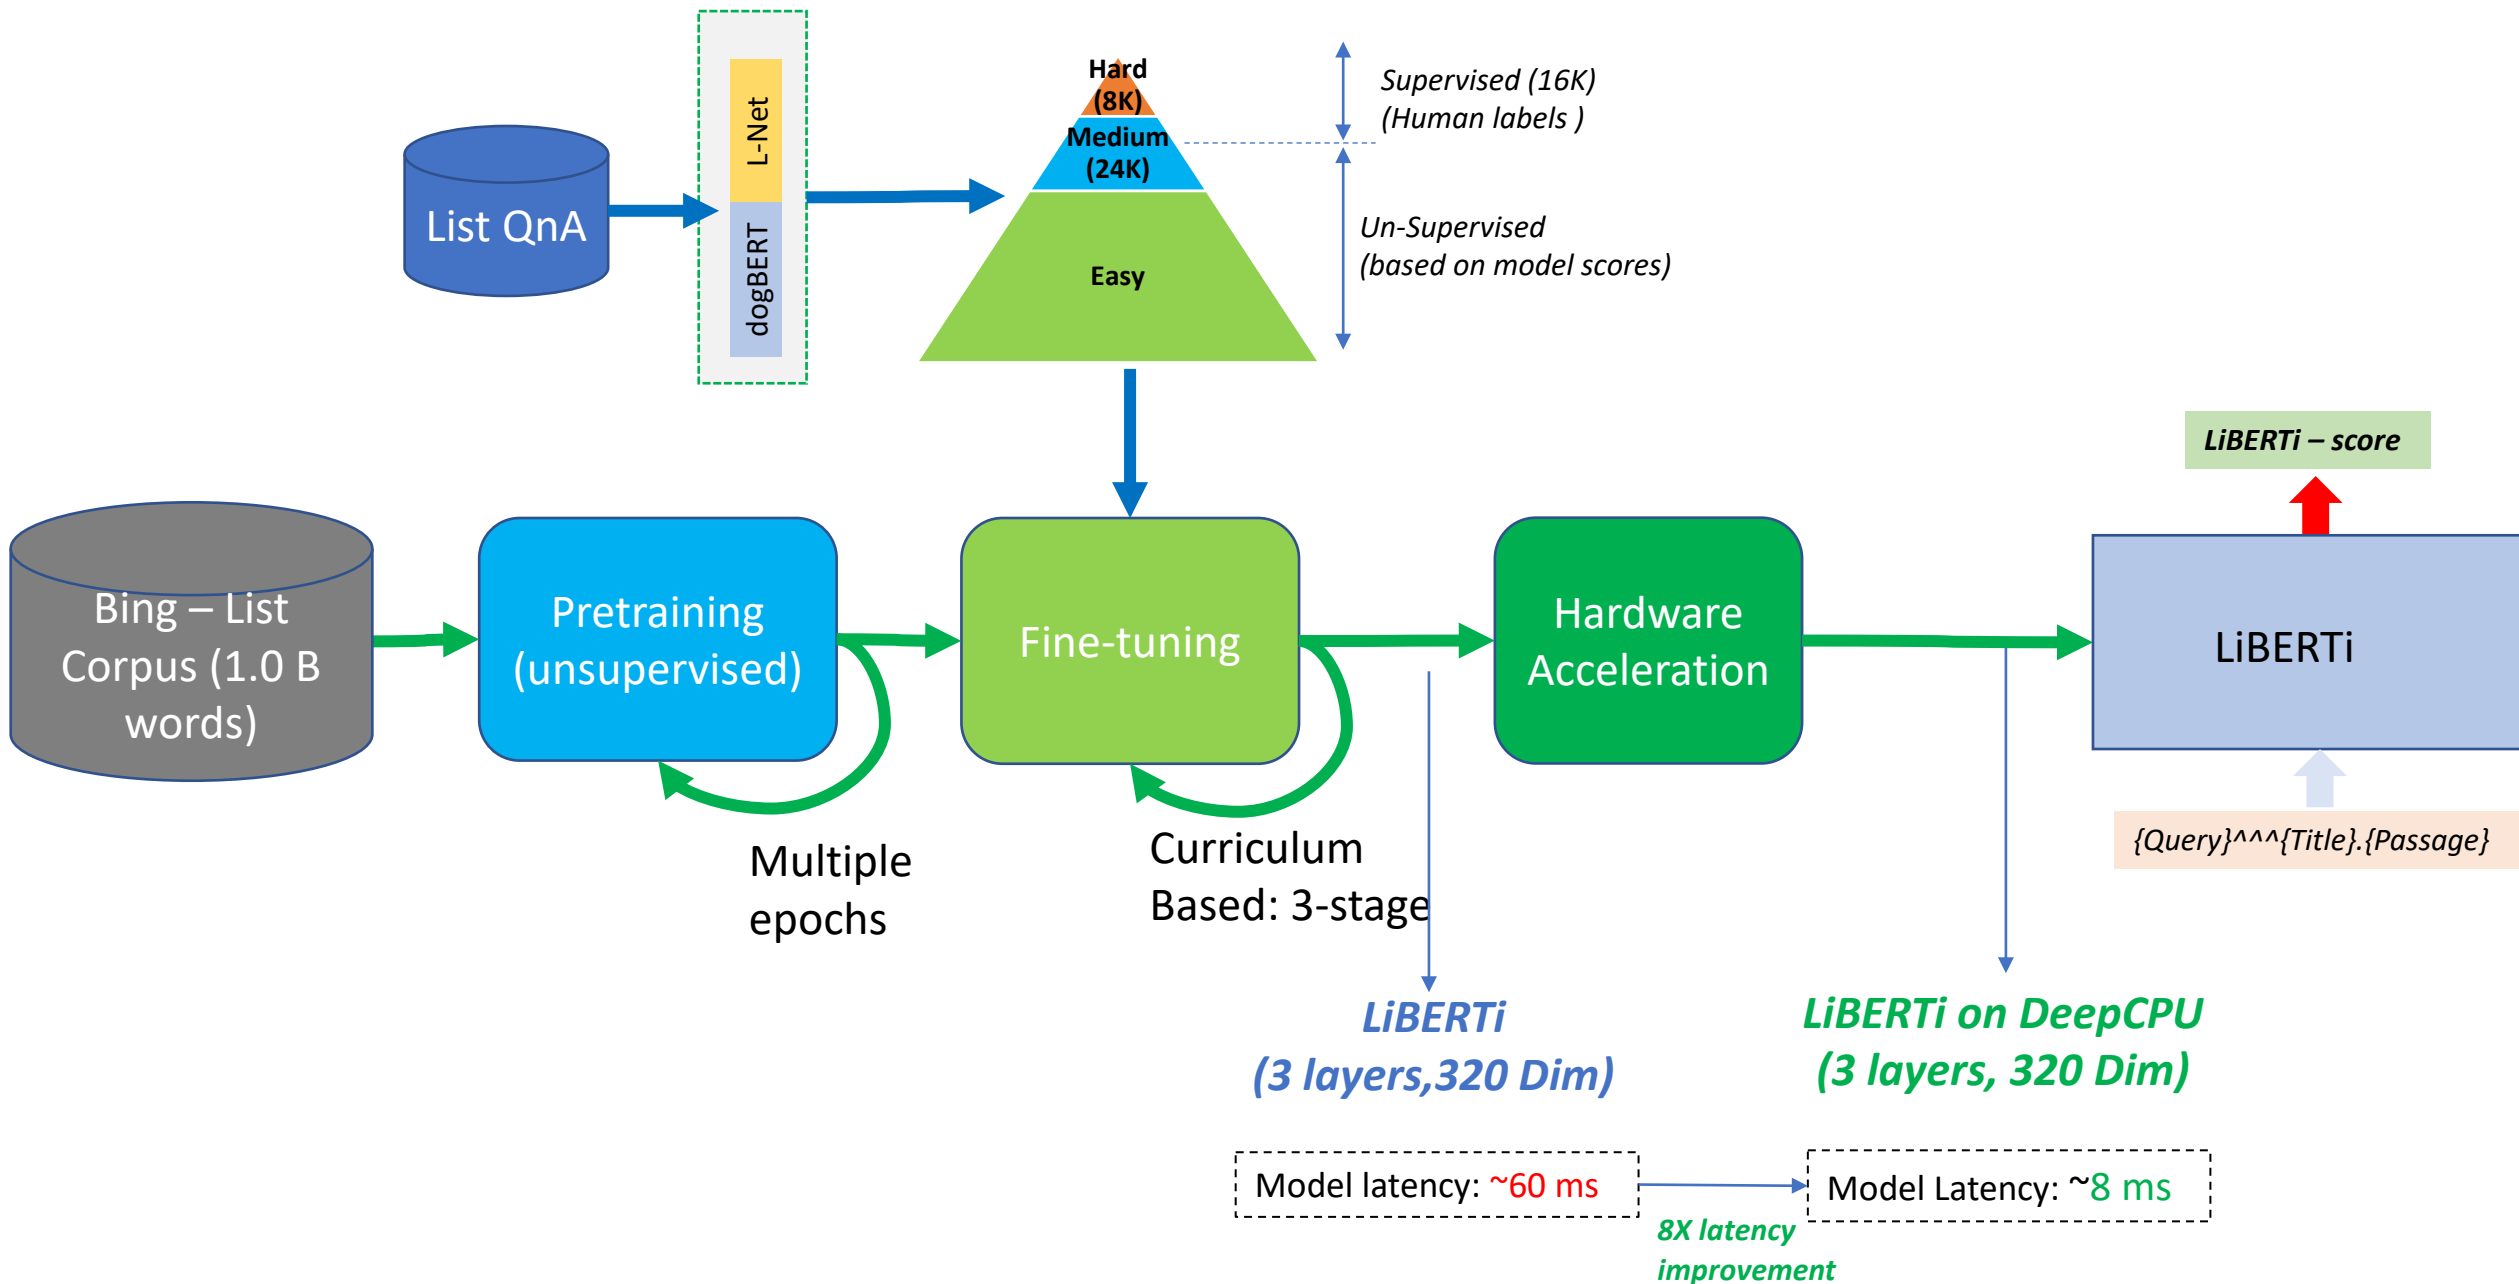 Hard
(8K)
Medium
(24K)
Easy
Supervised (16K)
(Human labels )
Un-Supervised
(based on model scores)
List QnA
L-Net
dogBERT
LiBERTi – score
Bing – List
Corpus (1.0 B
words)
Pretraining
(unsupervised)
Fine-tuning
Hardware
Acceleration
LiBERTi
{Query}^^^{Title}.{Passage}
Multiple
epochs
Curriculum
Based: 3-stage
LiBERTi
(3 layers,320 Dim)
LiBERTi on DeepCPU
(3 layers, 320 Dim)
Model latency: ~60 ms
Model Latency: ~8 ms
8X latency
improvement